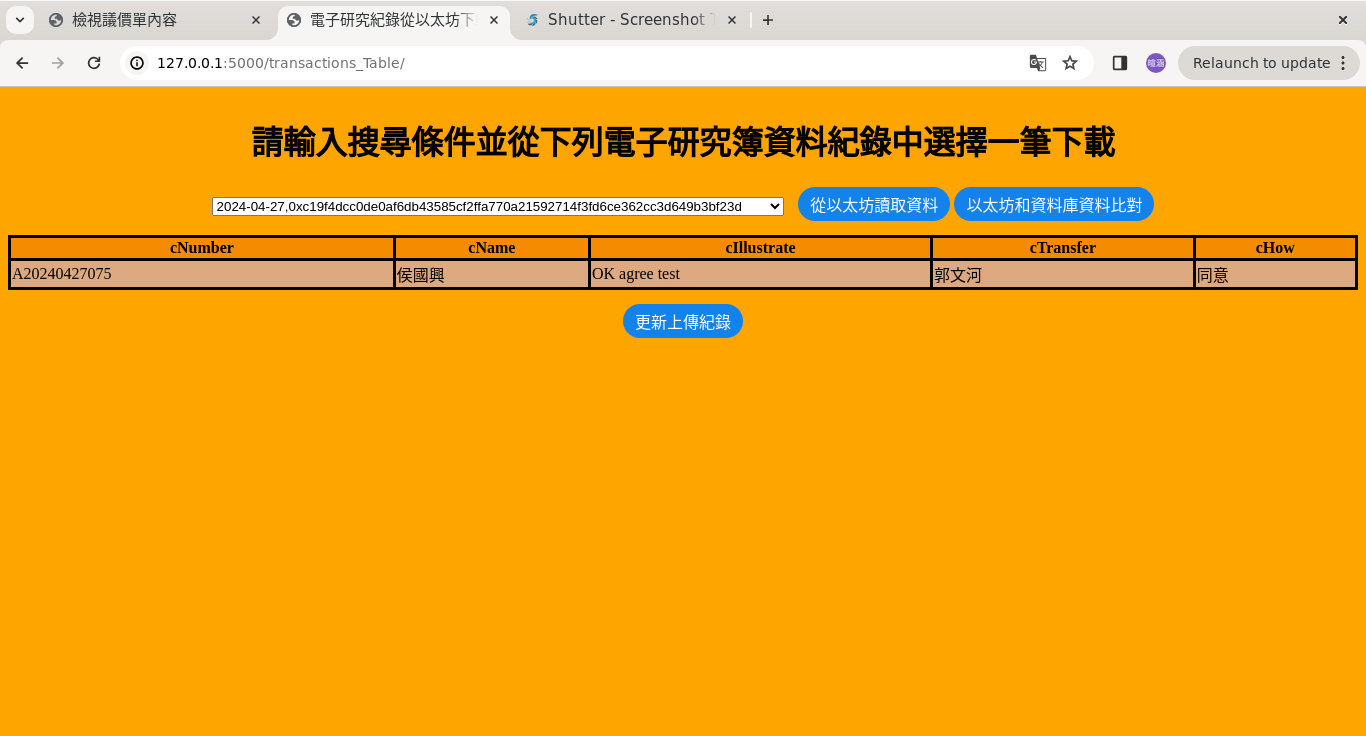 檢視議價單內容
電子研究紀錄從以太坊下
Shutter - Screenshot T
127.0.0.1:5000/transactions_Table/
喧涵
Relaunch to update
請輸入搜尋條件並從下列電子研究簿資料紀錄中選擇一筆下載
2024-04-27,0xc19f4dcc0de0af6db43585cf2ffa770a21592714f3fd6ce362cc3d649b3bf23d
從以太坊讀取資料
以太坊和資料庫資料比對
cNumber cName cIllustrate cTransfer cHow
A20240427075 侯國興 OK agree test 郭文河 同意
更新上傳紀錄